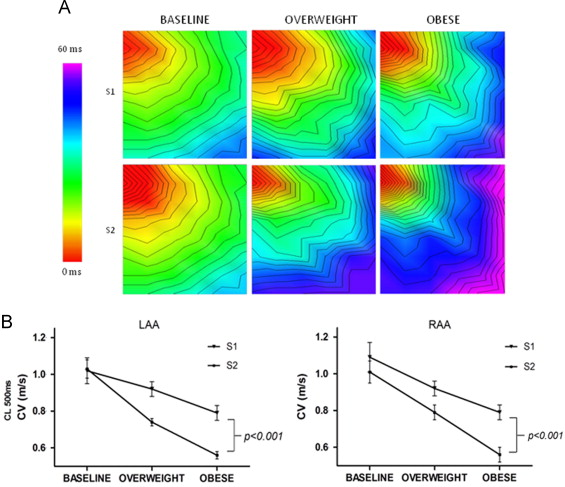 A
BASELINE OVERWEIGHT OBESE
60 ms
S1
S2
0 ms
B
LAA
1.2
1.0
0.8
0.6
CL 500ms
CV (m/s)
S1
S2
p<0.001
BASELINE OVERWEIGHT OBESE
RAA
1.2
1.0
0.8
0.6
CV (m/s)
S1
S2
p<0.001
BASELINE OVERWEIGHT OBESE